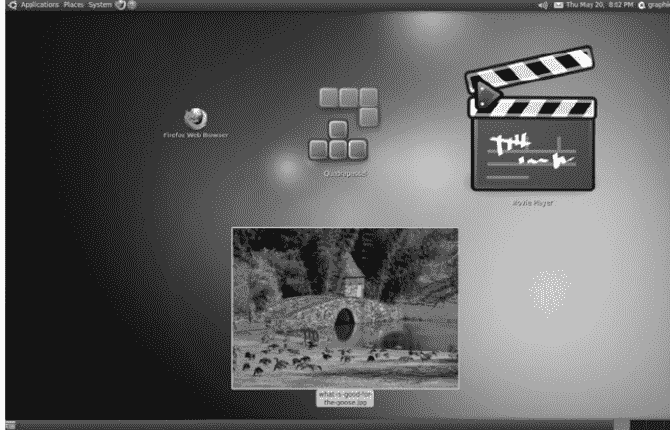 Applications Places System
Thu May 20, 8:02 PM
Firefox Web Browser
Quadrapassel
Movie Player
what-is-good-for-
the-goose.jpg